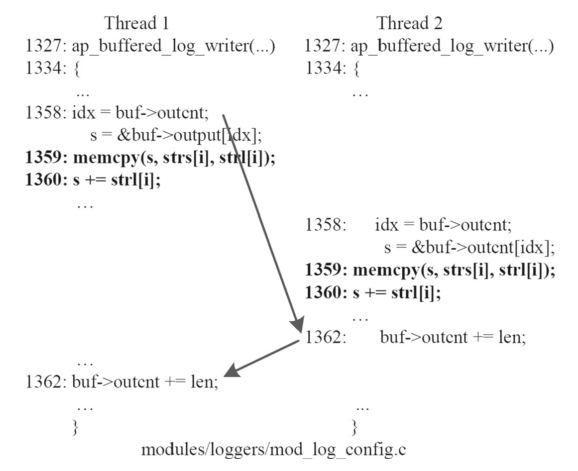 Thread 1
1327: ap_buffered_log_writer(...)
1334: {
...
1358: idx = buf->outcnt;
s = &buf->output[idx];
1359: memcpy(s, strs[i], strl[i]);
1360: s += strl[i];
...
...
1362: buf->outcnt += len;
...
}
Thread 2
1327: ap_buffered_log_writer(...)
1334: {
...
1358: idx = buf->outcnt;
s = &buf->outcnt[idx];
1359: memcpy(s, strs[i], strl[i]);
1360: s += strl[i];
...
1362: buf->outcnt += len;
...
}
modules/loggers/mod_log_config.c